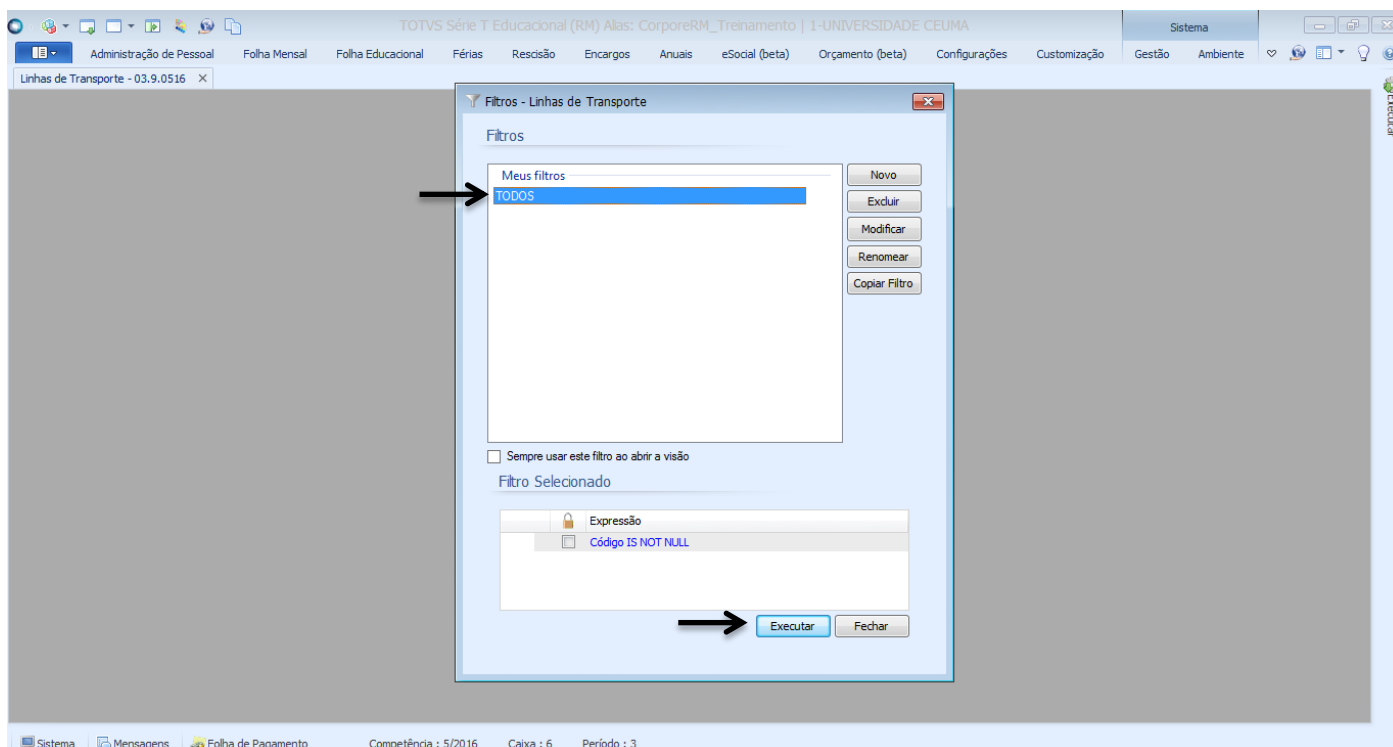 TOTVS Série T Educacional (RM) Alias: CorporeRM_Treinamento | 1-UNIVERSIDADE CEUMA
Sistema
Administração de Pessoal Folha Mensal Folha Educacional Férias Rescisão Encargos Anuais eSocial (beta) Orçamento (beta) Configurações Customização Gestão Ambiente
Linhas de Transporte - 03.9.0516
Executar
Filtros - Linhas de Transporte
Filtros
Meus filtros
TODOS
Novo
Excluir
Modificar
Renomear
Copiar Filtro
Sempre usar este filtro ao abrir a visão
Filtro Selecionado
Expressão
Código IS NOT NULL
Executar Fechar
Sistema Mensagens Folha de Pagamento Competência : 5/2016 Caixa : 6 Período : 3